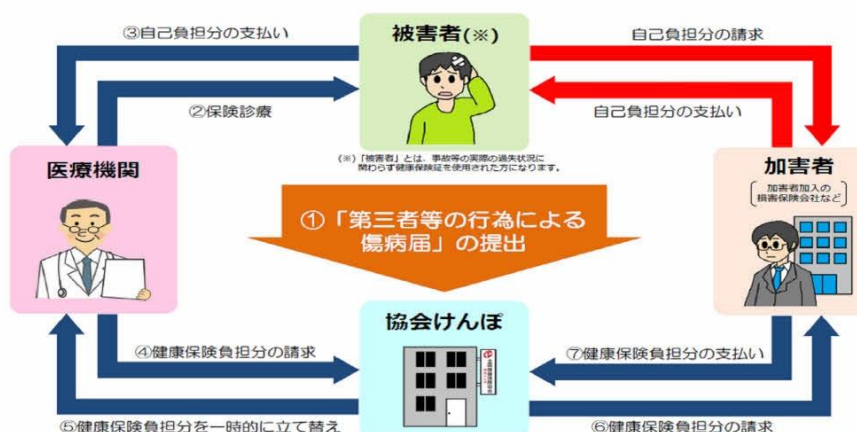 ③自己負担分の支払い
被害者(※)
自己負担分の請求
②保険診療
自己負担分の支払い
医療機関
(※)「被害者」とは、事故等の実際の過失状況に
関わらず健康保険証を使用された方になります。
加害者
加害者加入の
損害保険会社など
①「第三者等の行為による
傷病届」の提出
協会けんぽ
④健康保険負担分の請求
⑦健康保険負担分の支払い
⑤健康保険負担分を一時的に立て替え
⑥健康保険負担分の請求